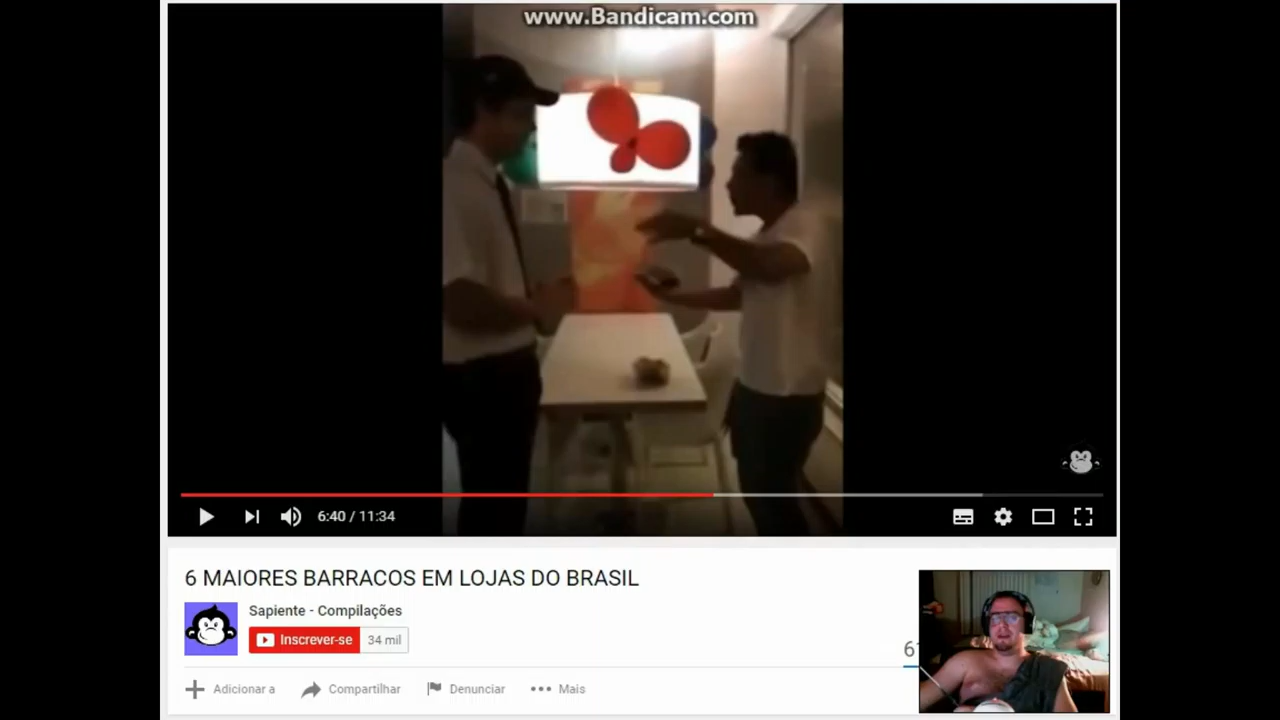 www.Bandicam.com
6:40 / 11:34
6 MAIORES BARRACOS EM LOJAS DO BRASIL
Sapiente - Compilações
Inscrever-se 34 mil
Adicionar a Compartilhar Denunciar Mais